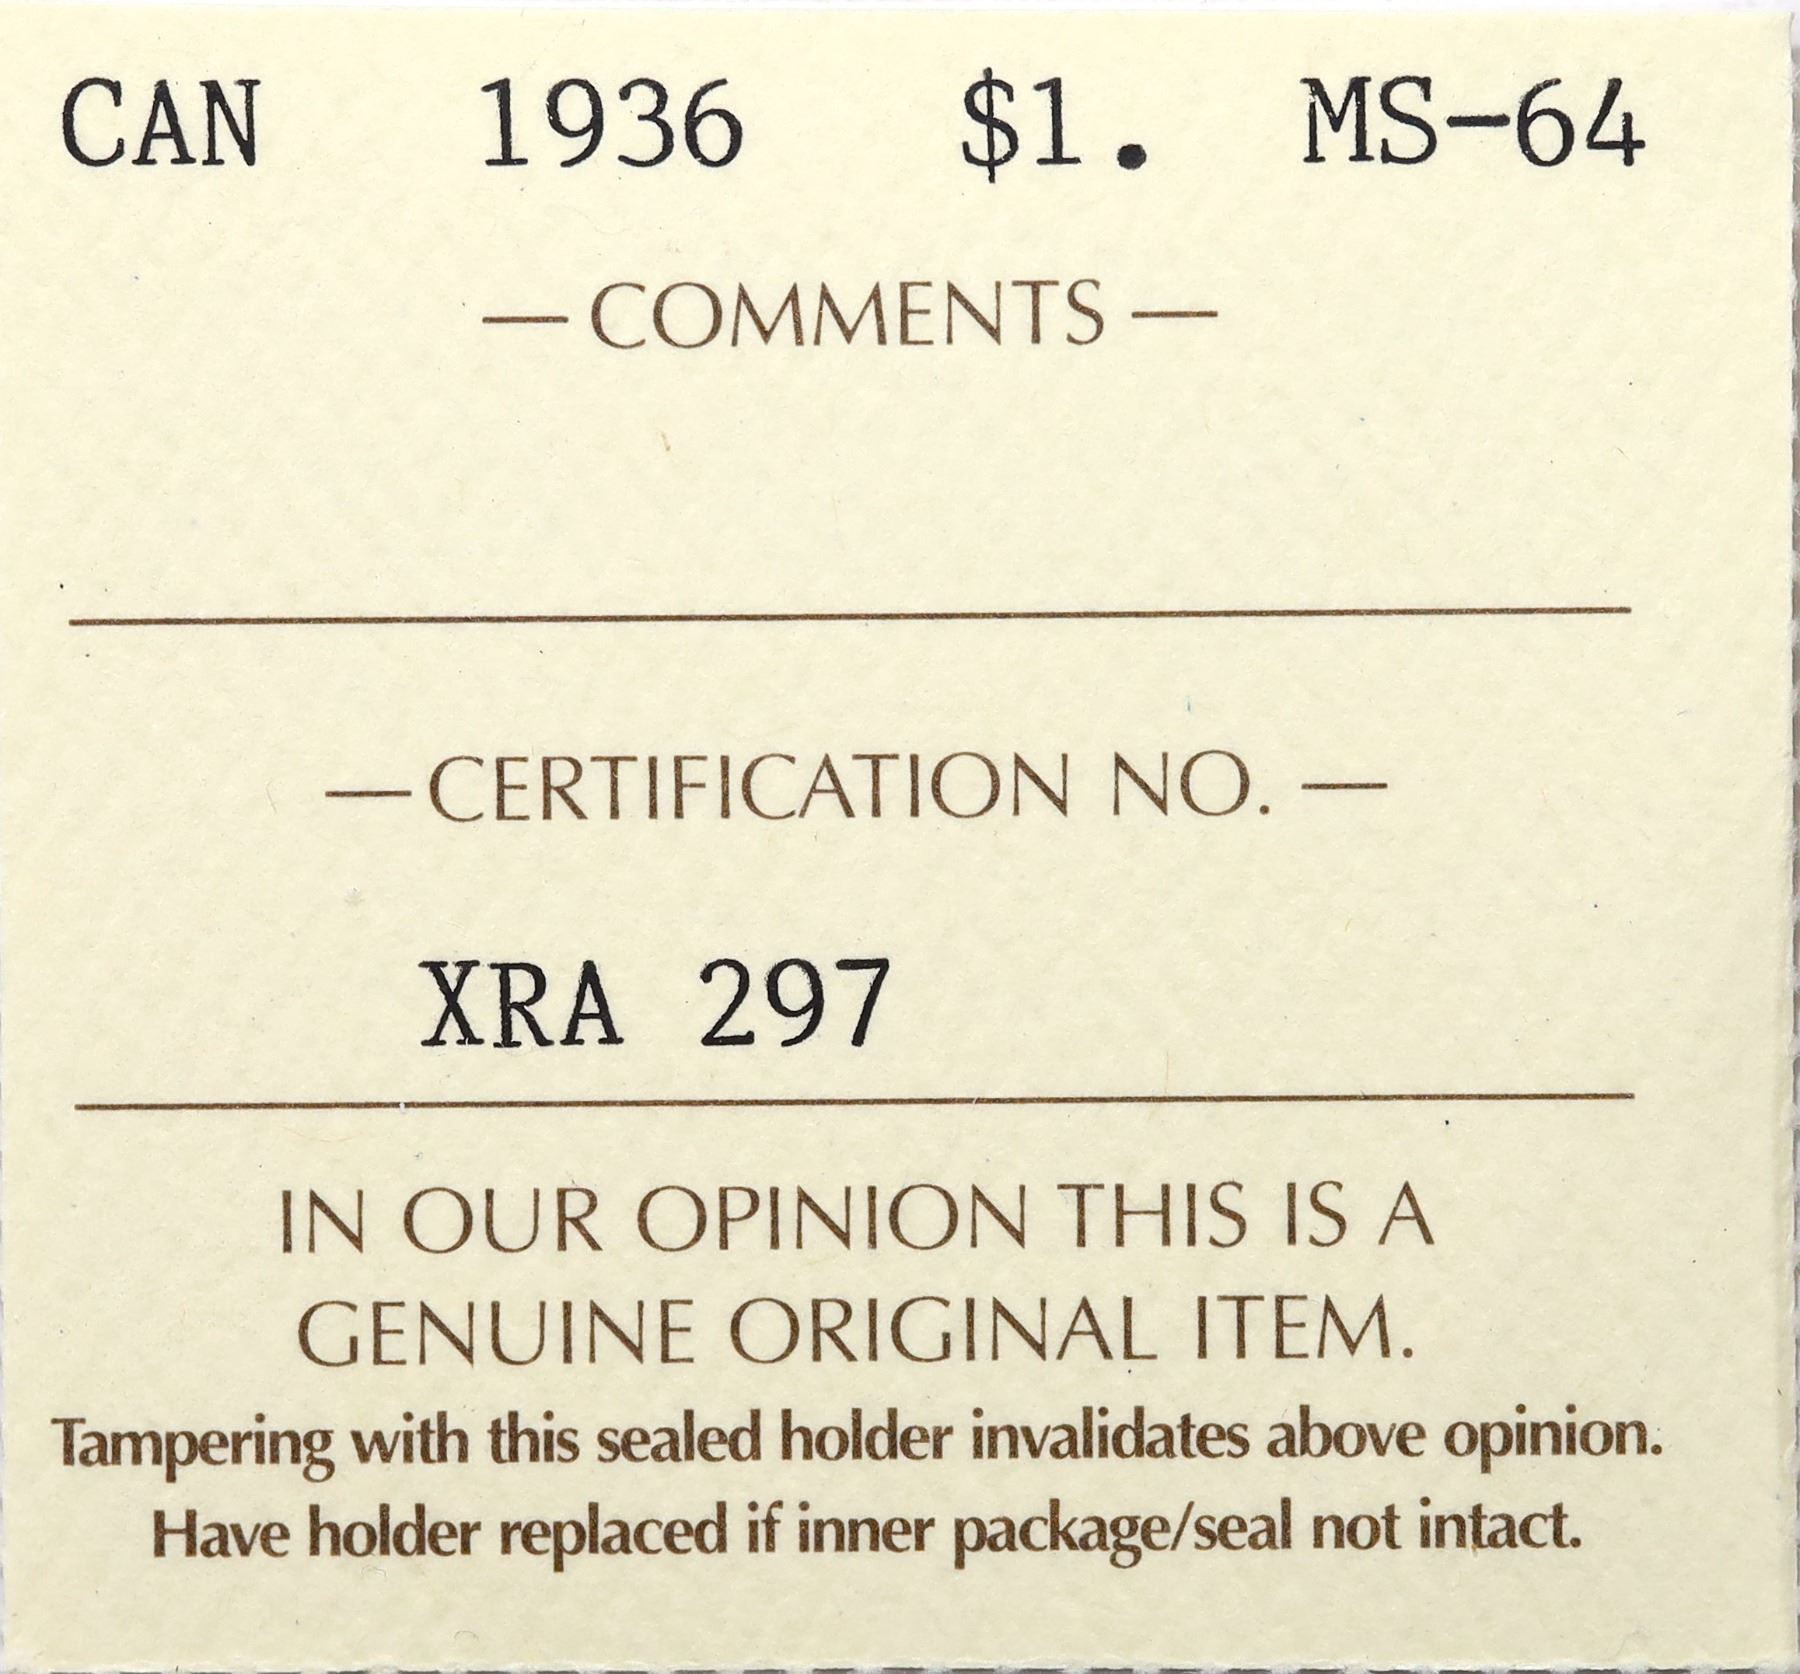 CAN 1936 $1. MS-64
— COMMENTS —
— CERTIFICATION NO. —
XRA 297
IN OUR OPINION THIS IS A
GENUINE ORIGINAL ITEM.
Tampering with this sealed holder invalidates above opinion.
Have holder replaced if inner package/seal not intact.